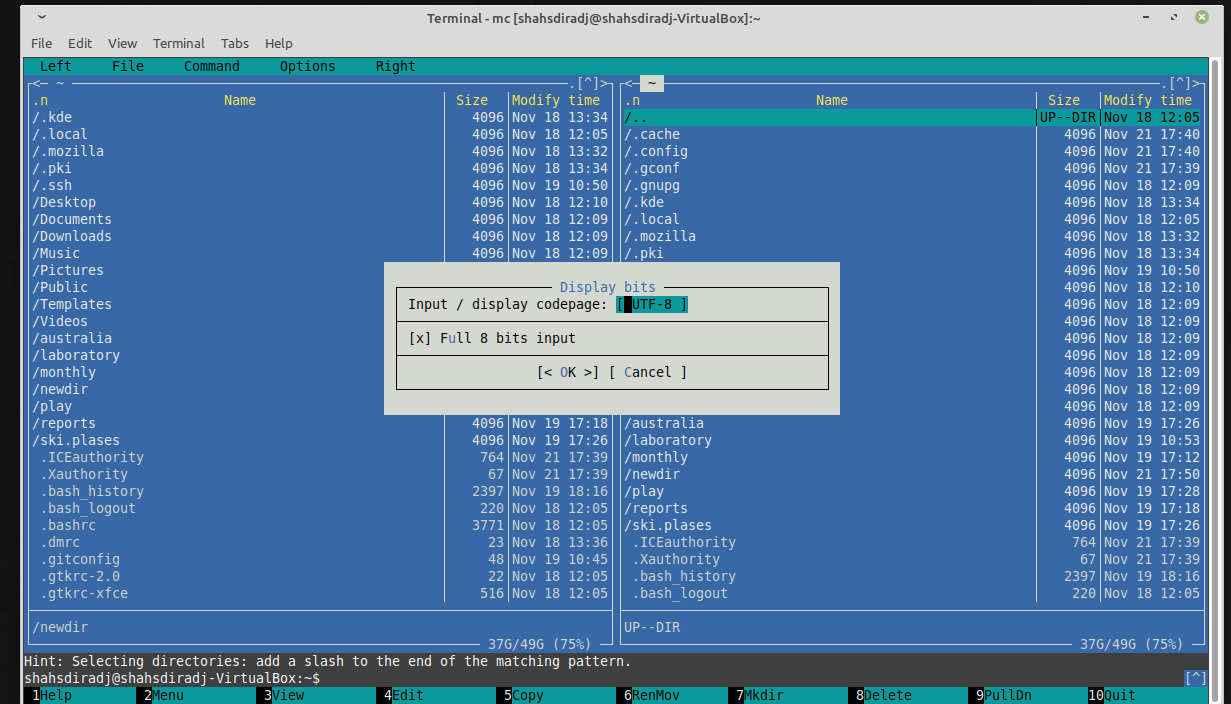 Terminal - mc [shahsdiradj@shahsdiradj-VirtualBox]:~
File Edit View Terminal Tabs Help
Left File Command Options Right
<─ ~ .[^]>
.n Name Size Modify time
/.kde 4096 Nov 18 13:34
/.local 4096 Nov 18 12:05
/.mozilla 4096 Nov 18 13:32
/.pki 4096 Nov 18 13:34
/.ssh 4096 Nov 19 10:50
/Desktop 4096 Nov 18 12:10
/Documents 4096 Nov 18 12:09
/Downloads 4096 Nov 18 12:09
/Music 4096 Nov 18 12:09
/Pictures
/Public
/Templates
/Videos
/australia
/laboratory
/monthly
/newdir
/play
/reports 4096 Nov 19 17:18
/ski.plases 4096 Nov 19 17:26
.ICEauthority 764 Nov 21 17:39
.Xauthority 67 Nov 21 17:39
.bash_history 2397 Nov 19 18:16
.bash_logout 220 Nov 18 12:05
.bashrc 3771 Nov 18 12:05
.dmrc 23 Nov 18 13:36
.gitconfig 48 Nov 19 10:45
.gtkrc-2.0 22 Nov 18 12:05
.gtkrc-xfce 516 Nov 18 12:05
/newdir
37G/49G (75%)
<─ ~ .[^]>
.n Name Size Modify time
/.. UP--DIR Nov 18 12:05
/.cache 4096 Nov 21 17:40
/.config 4096 Nov 21 17:40
/.gconf 4096 Nov 21 17:39
/.gnupg 4096 Nov 18 12:09
/.kde 4096 Nov 18 13:34
/.local 4096 Nov 18 12:05
/.mozilla 4096 Nov 18 13:32
/.pki 4096 Nov 18 13:34
4096 Nov 19 10:50
4096 Nov 18 12:10
4096 Nov 18 12:09
4096 Nov 18 12:09
4096 Nov 18 12:09
4096 Nov 18 12:09
4096 Nov 18 12:09
4096 Nov 18 12:09
4096 Nov 18 12:09
/australia 4096 Nov 19 17:26
/laboratory 4096 Nov 19 10:53
/monthly 4096 Nov 19 17:12
/newdir 4096 Nov 21 17:50
/play 4096 Nov 19 17:28
/reports 4096 Nov 19 17:18
/ski.plases 4096 Nov 19 17:26
.ICEauthority 764 Nov 21 17:39
.Xauthority 67 Nov 21 17:39
.bash_history 2397 Nov 19 18:16
.bash_logout 220 Nov 18 12:05
UP--DIR
37G/49G (75%)
Display bits
Input / display codepage: [ UTF-8 ]
[x] Full 8 bits input
[< OK >] [ Cancel ]
Hint: Selecting directories: add a slash to the end of the matching pattern.
shahsdiradj@shahsdiradj-VirtualBox:~$ [^]
1Help 2Menu 3View 4Edit 5Copy 6RenMov 7Mkdir 8Delete 9PullDn 10Quit